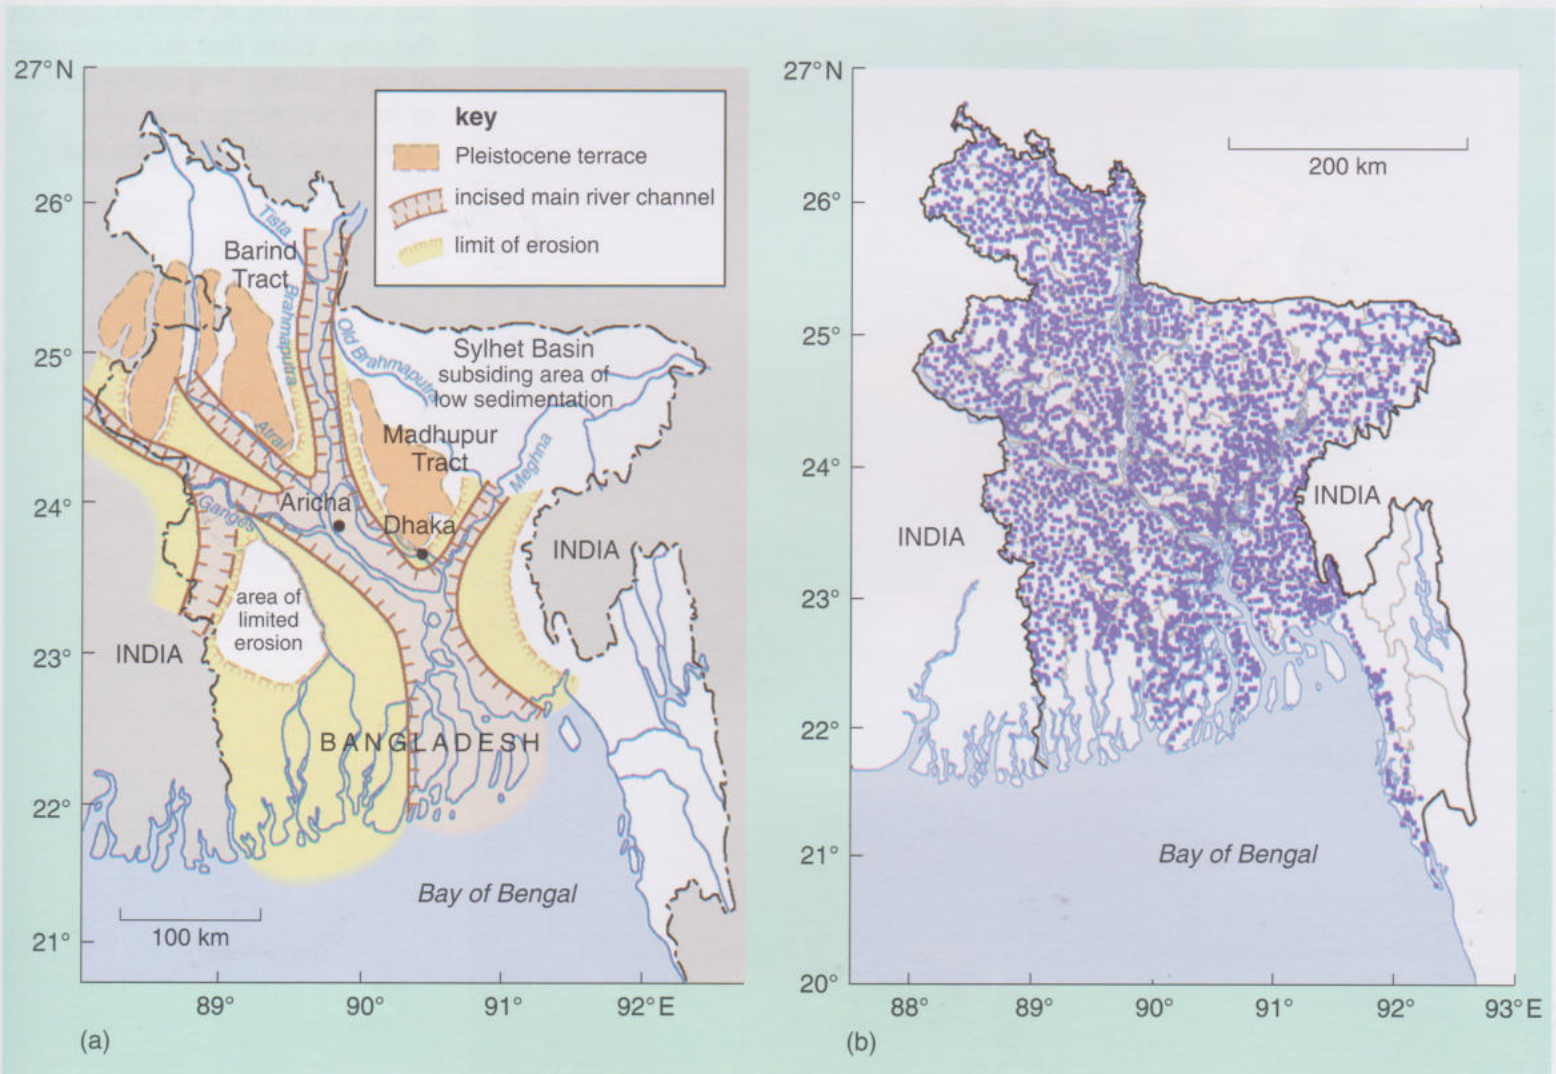 27° N
26°
25°
24°
23°
22°
21°
89°
90°
91°
92° E
key
Pleistocene terrace
incised main river channel
limit of erosion
Tista
Barind
Tract
Brahmaputra
Old Brahmaputra
Sylhet Basin
subsiding area of
low sedimentation
Atrai
Madhupur
Tract
Meghna
Aricha
Ganges
Dhaka
INDIA
area of
limited
erosion
INDIA
BANGLADESH
Bay of Bengal
100 km
(a)
27° N
26°
25°
24°
23°
22°
21°
20°
88°
89°
90°
91°
92°
93° E
200 km
INDIA
INDIA
Bay of Bengal
(b)